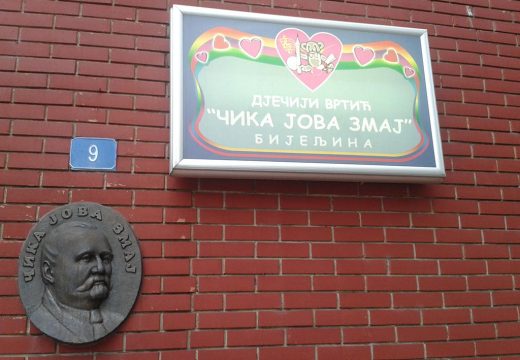 ДЈЕЧИЈИ ВРТИЋ
"ЧИКА ЈОВА ЗМАЈ"
БИЈЕЉИНА
9
ЧИКА ЈОВА ЗМАЈ